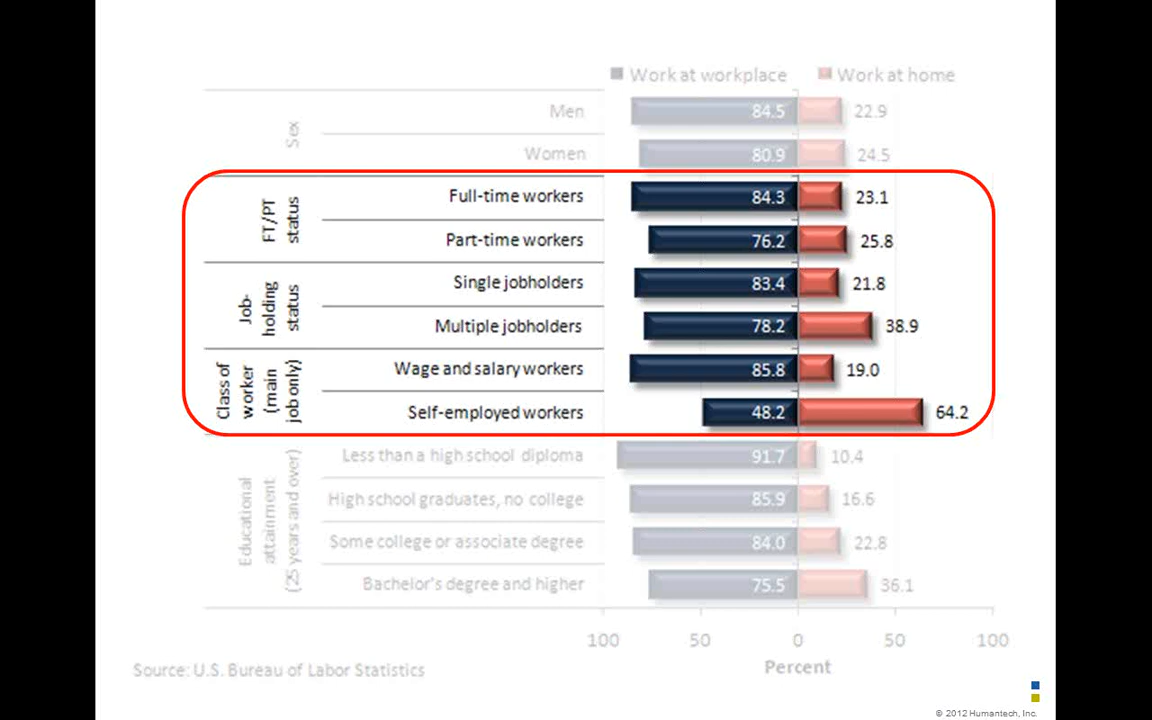 Work at workplace Work at home
Sex
Men 84.5 22.9
Women 80.9 24.5
FT/PT
status
Full-time workers 84.3 23.1
Part-time workers 76.2 25.8
Job-
holding
status
Single jobholders 83.4 21.8
Multiple jobholders 78.2 38.9
Class of
worker
(main
job only)
Wage and salary workers 85.8 19.0
Self-employed workers 48.2 64.2
Educational
attainment
(25 years and over)
Less than a high school diploma 91.7 10.4
High school graduates, no college 85.9 16.6
Some college or associate degree 84.0 22.8
Bachelor's degree and higher 75.5 36.1
100 50 0 50 100
Percent
Source: U.S. Bureau of Labor Statistics
© 2012 Humantech, Inc.